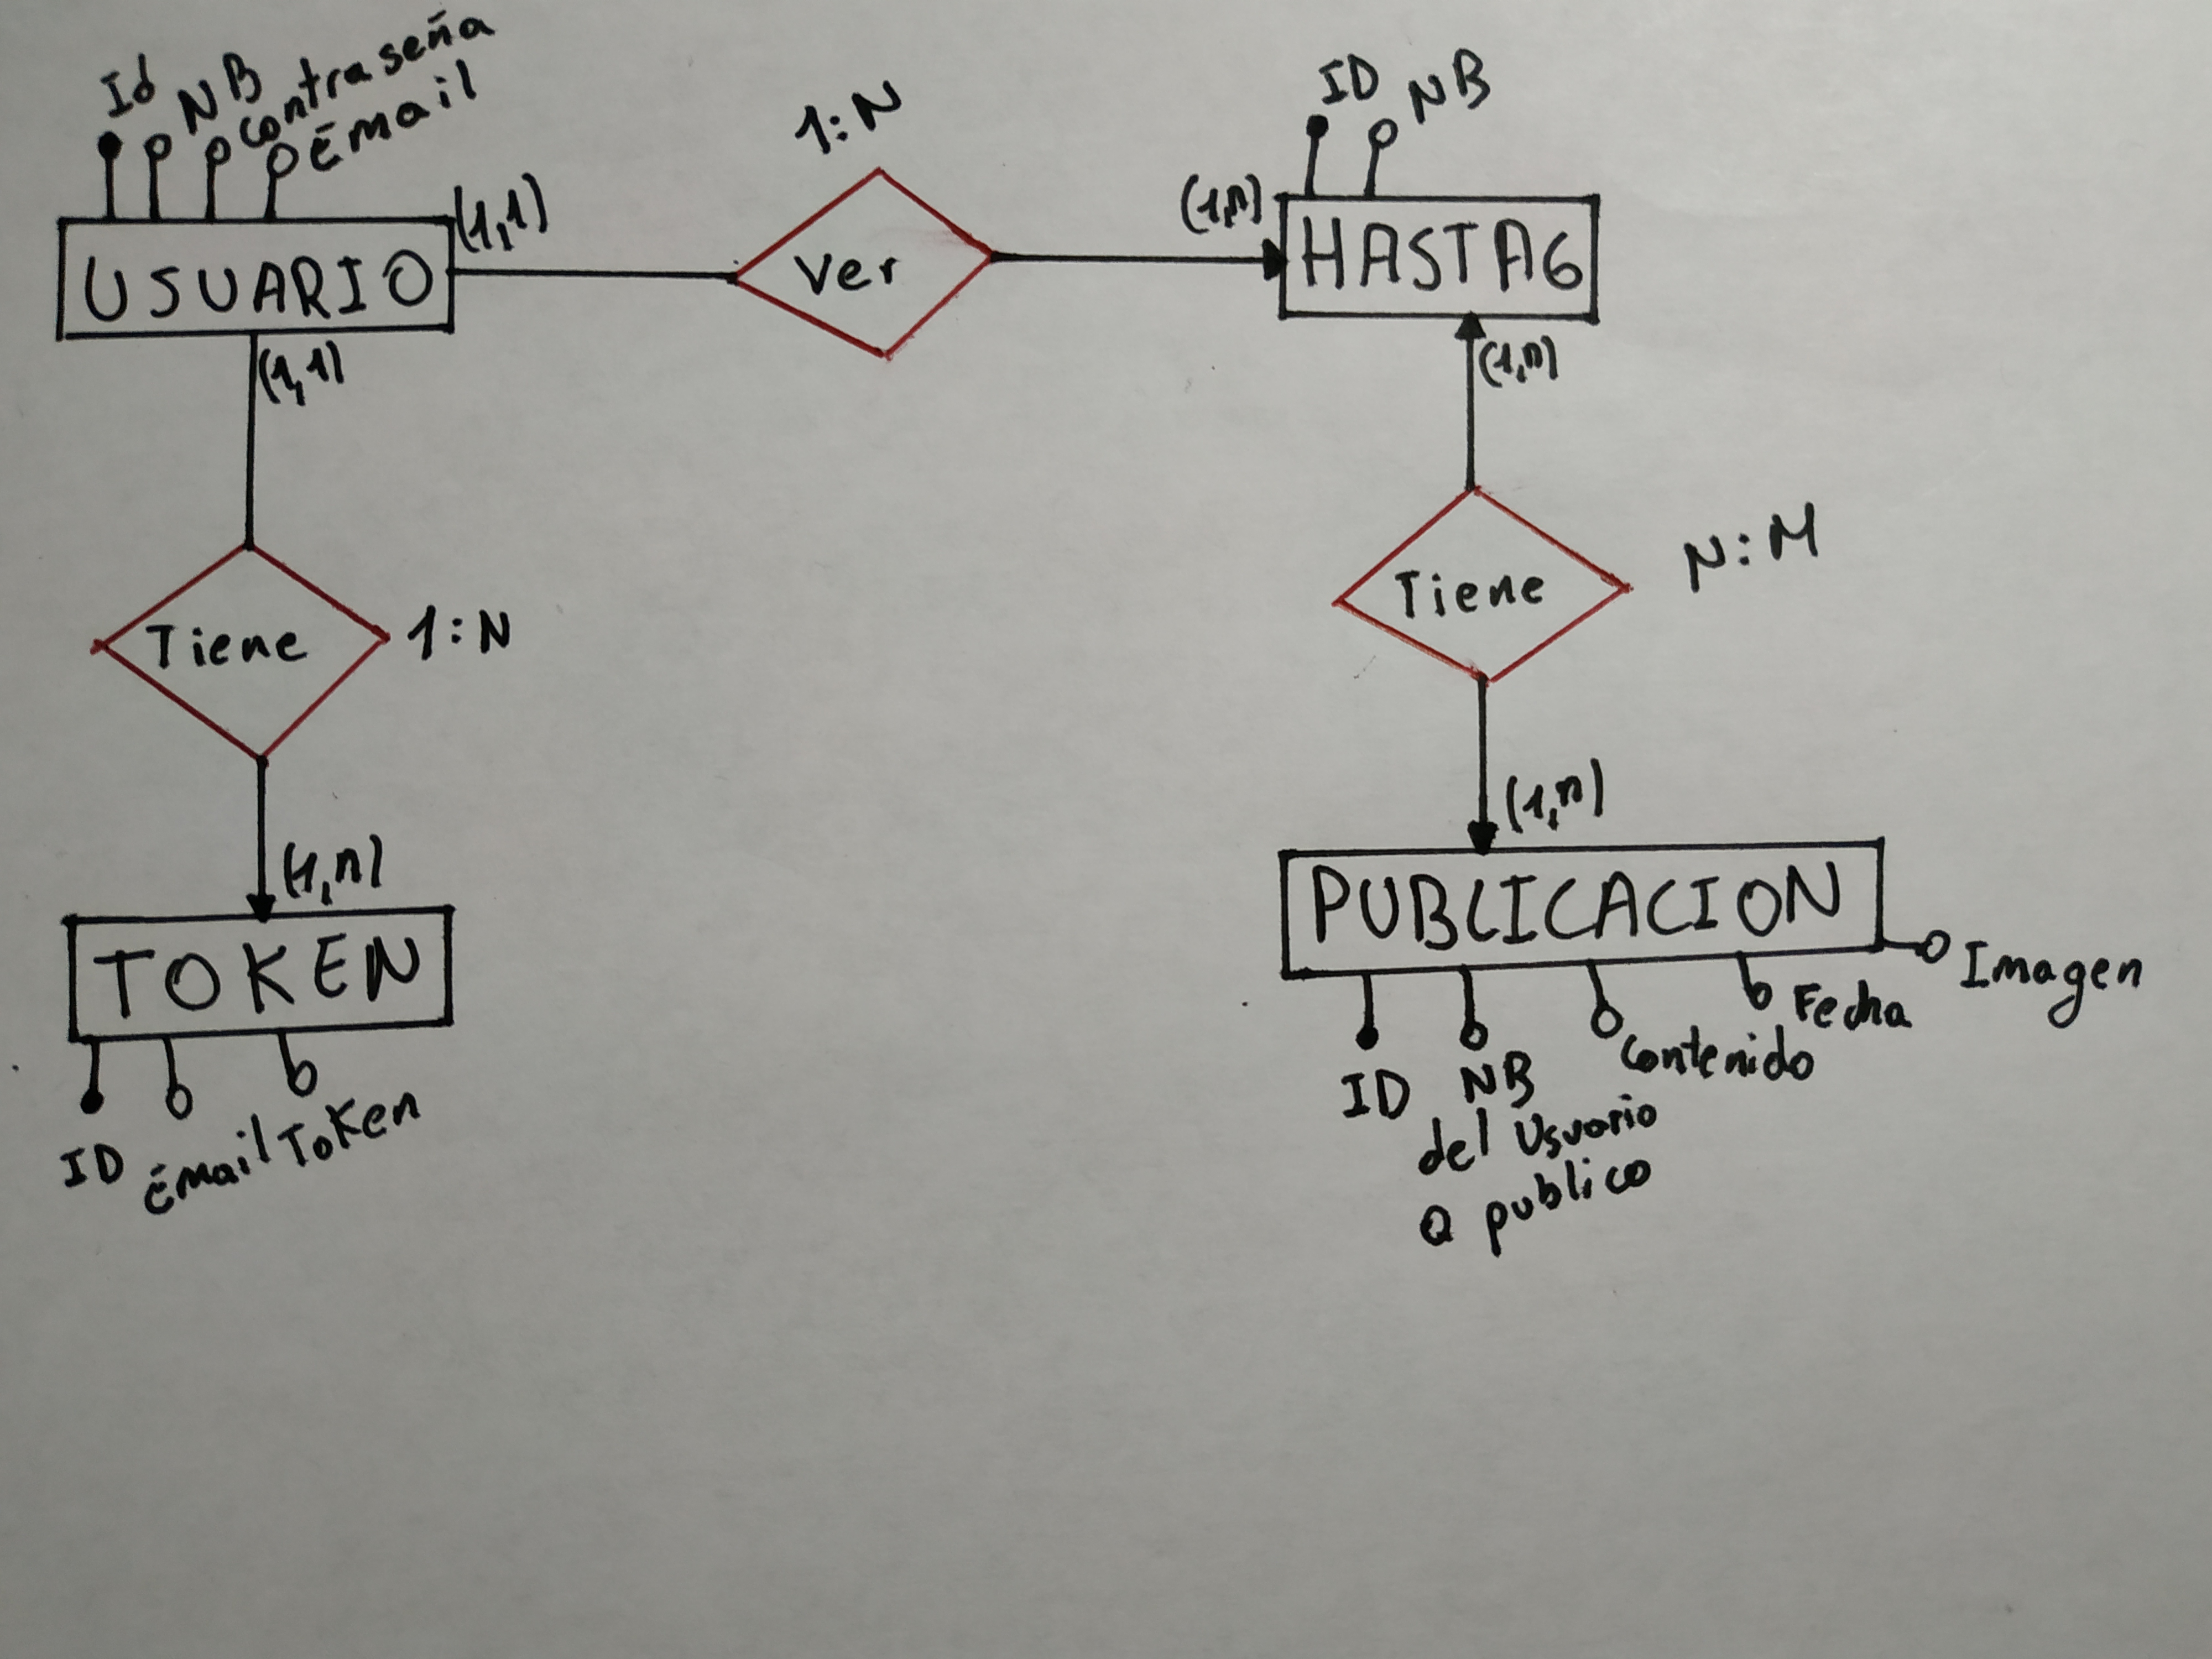 Id
NB
contraseña
Email
1:N
ID
NB
USUARIO
(1,1)
ver
(1,n)
HASTAG
(1,1)
(1,n)
Tiene
1:N
Tiene
N:M
(1,n)
(1,n)
TOKEN
PUBLICACION
Imagen
Fecha
contenido
ID
Email
Token
ID
NB
del Usuario
Q publico